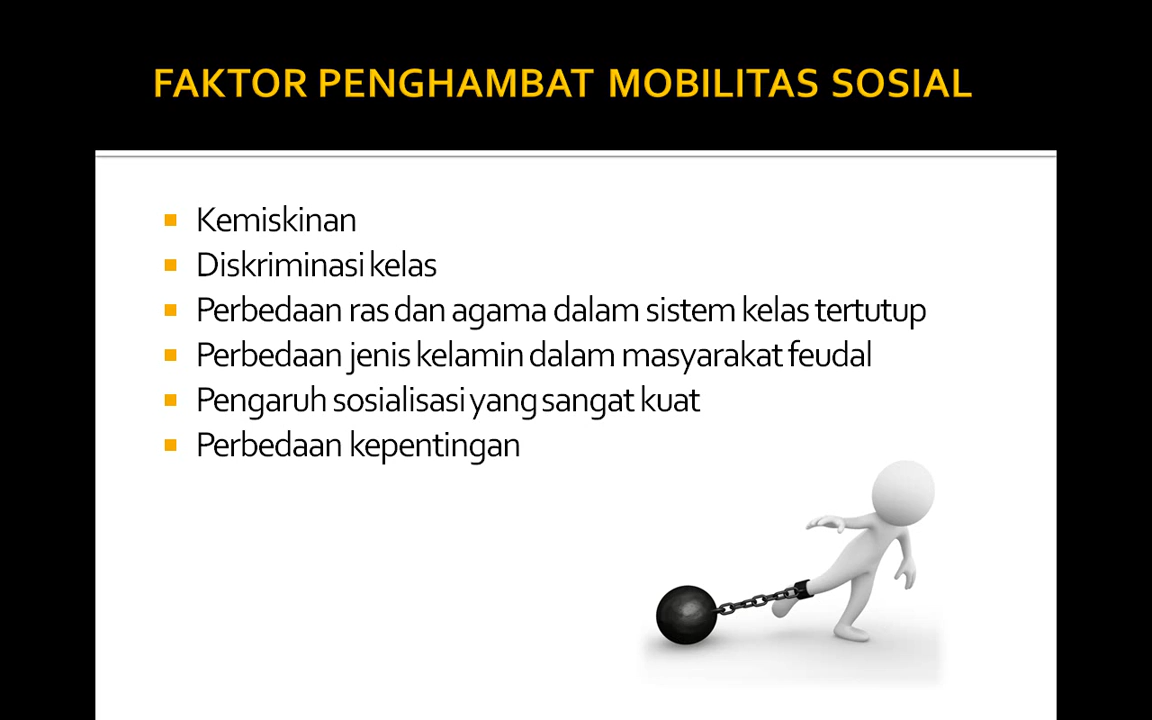 FAKTOR PENGHAMBAT MOBILITAS SOSIAL
Kemiskinan
Diskriminasi kelas
Perbedaan ras dan agama dalam sistem kelas tertutup
Perbedaan jenis kelamin dalam masyarakat feudal
Pengaruh sosialisasi yang sangat kuat
Perbedaan kepentingan